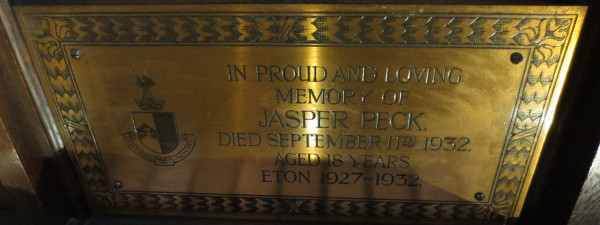 IN PROUD AND LOVING
MEMORY OF
JASPER PECK.
DIED SEPTEMBER 11TH 1932.
AGED 18 YEARS.
ETON 1927-1932.